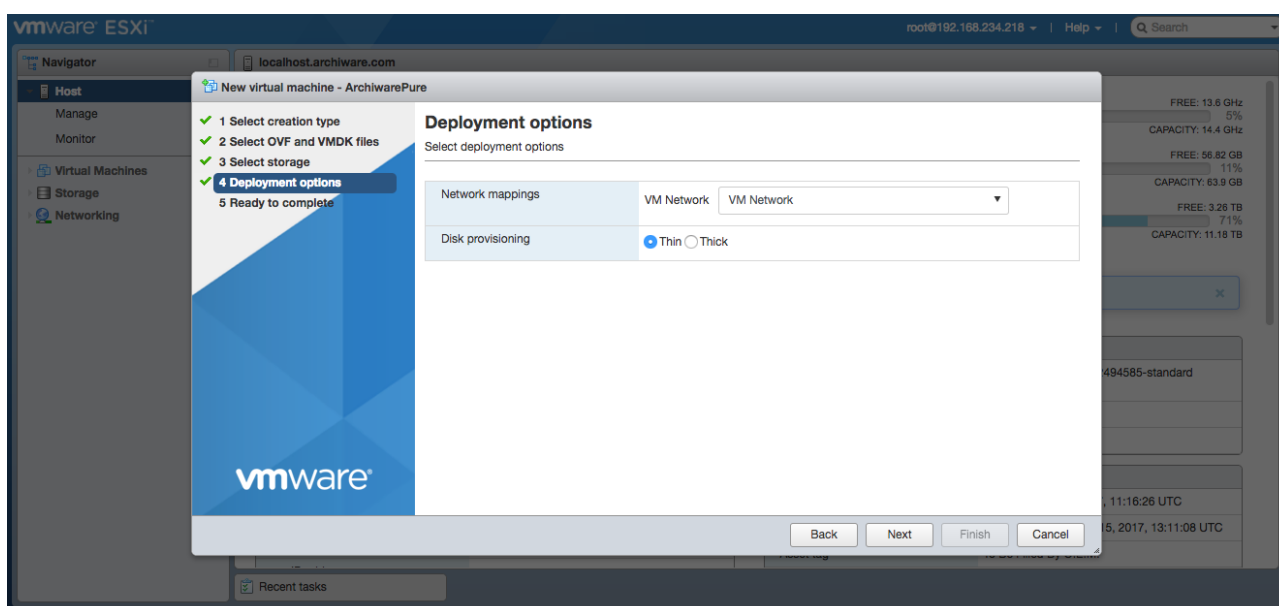 vmware ESXi™
root@192.168.234.218 | Help | Search
Navigator
localhost.archiware.com
Host
Manage
Monitor
Virtual Machines
Storage
Networking
New virtual machine - ArchiwarePure
1 Select creation type
2 Select OVF and VMDK files
3 Select storage
4 Deployment options
5 Ready to complete
vmware®
Deployment options
Select deployment options
Network mappings
VM Network VM Network
Disk provisioning
Thin Thick
Back Next Finish Cancel
FREE: 13.6 GHz
5%
CAPACITY: 14.4 GHz
FREE: 56.82 GB
11%
CAPACITY: 63.9 GB
FREE: 3.26 TB
71%
CAPACITY: 11.18 TB
494585-standard
, 11:16:26 UTC
15, 2017, 13:11:08 UTC
Recent tasks